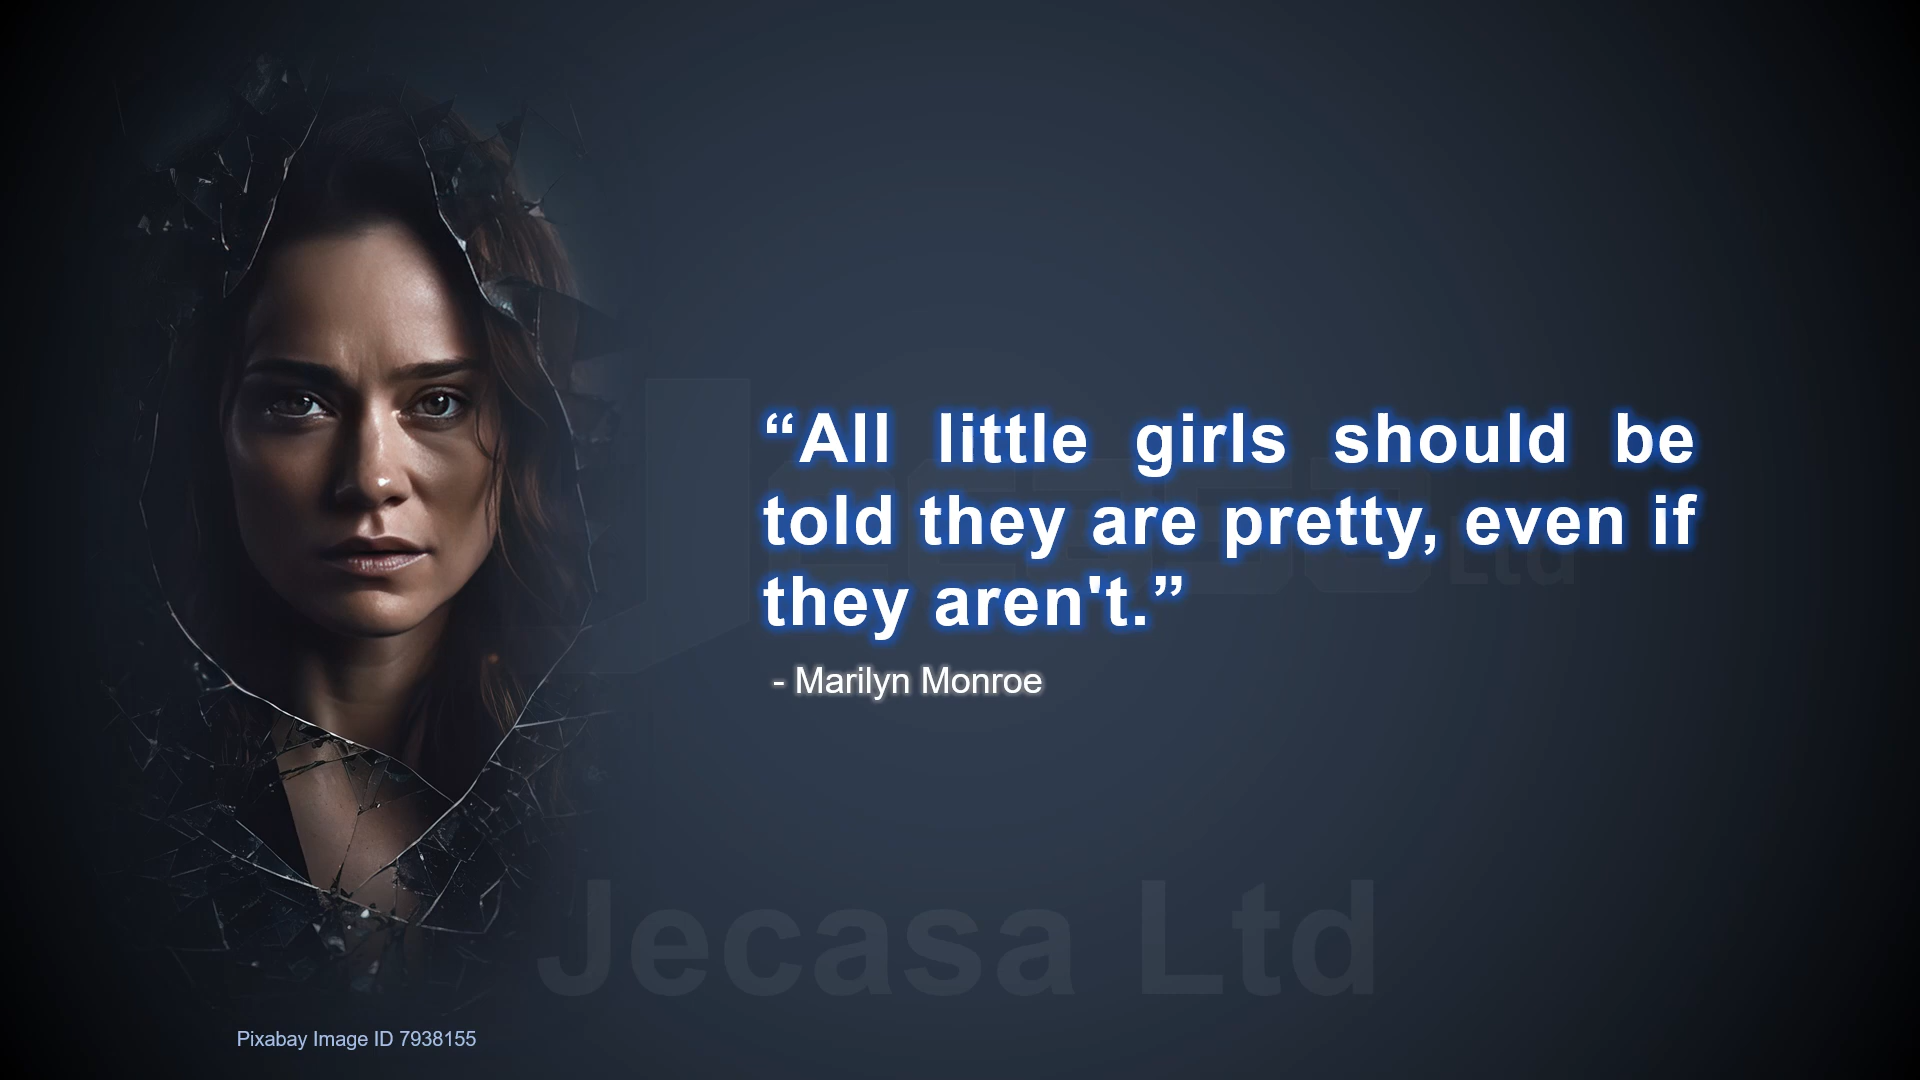 “All little girls should be
told they are pretty, even if
they aren't.”
- Marilyn Monroe
Jecasa Ltd
Pixabay Image ID 7938155